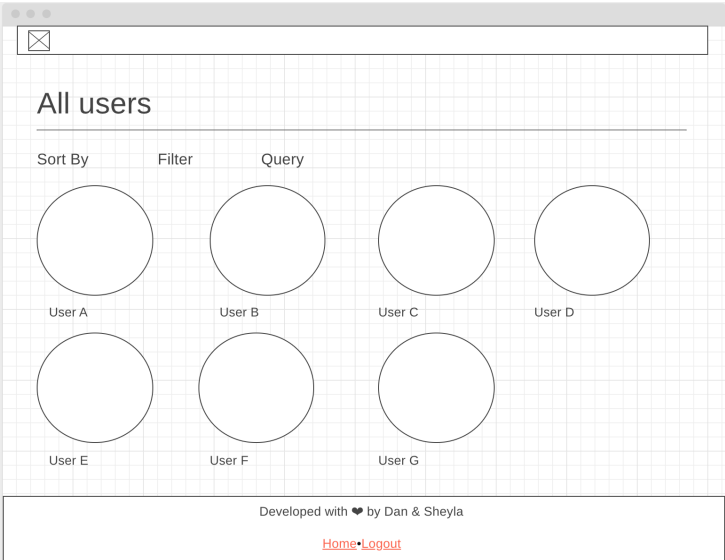 All users
Sort By Filter Query
User A User B User C User D
User E User F User G
Developed with ❤ by Dan & Sheyla
Home•Logout